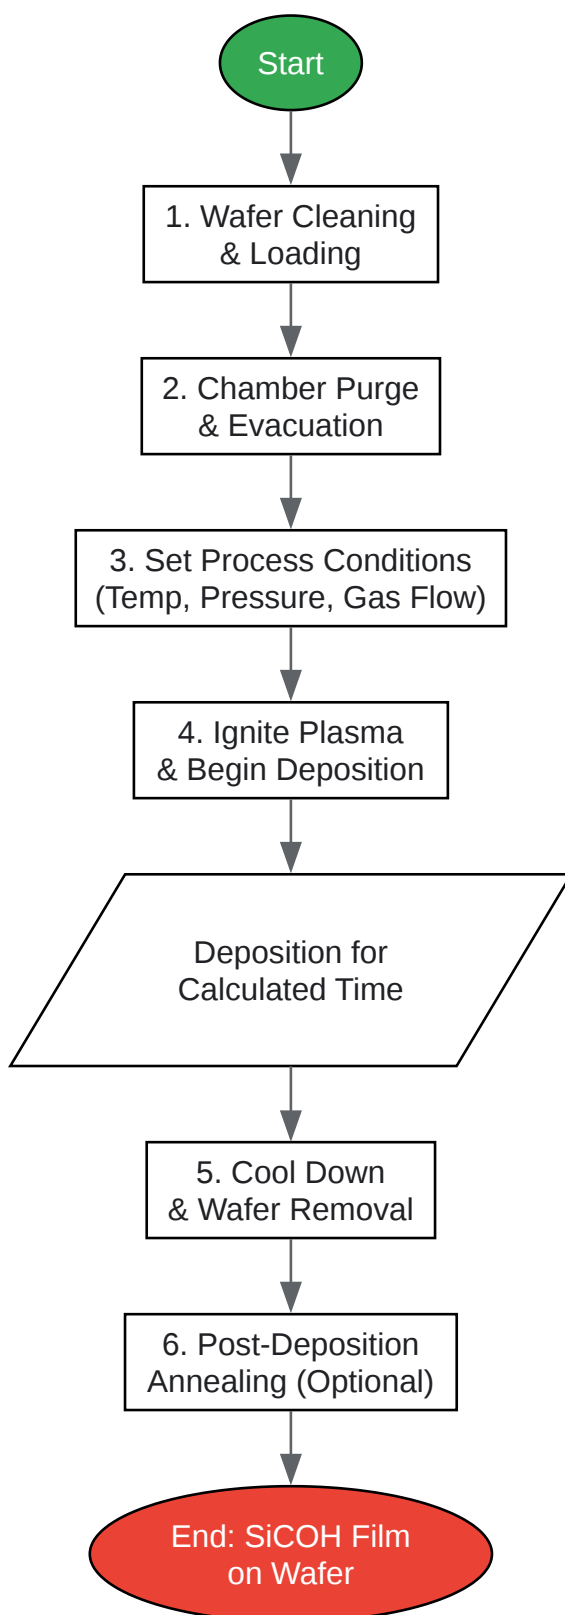 Start
1. Wafer Cleaning
& Loading
2. Chamber Purge
& Evacuation
3. Set Process Conditions
(Temp, Pressure, Gas Flow)
4. Ignite Plasma
& Begin Deposition
Deposition for
Calculated Time
5. Cool Down
& Wafer Removal
6. Post-Deposition
Annealing (Optional)
End: SiCOH Film
on Wafer